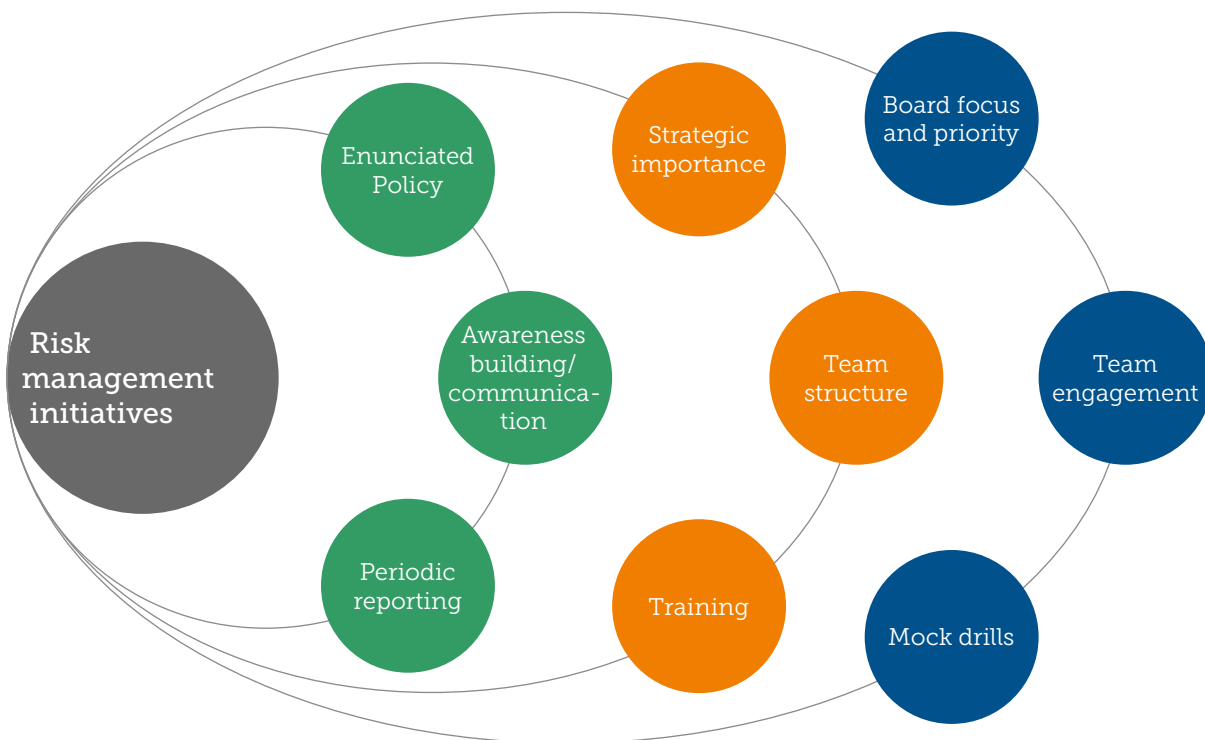 Risk
management
initiatives
Enunciated
Policy
Awareness
building/
communica-
tion
Periodic
reporting
Strategic
importance
Team
structure
Training
Board focus
and priority
Team
engagement
Mock drills